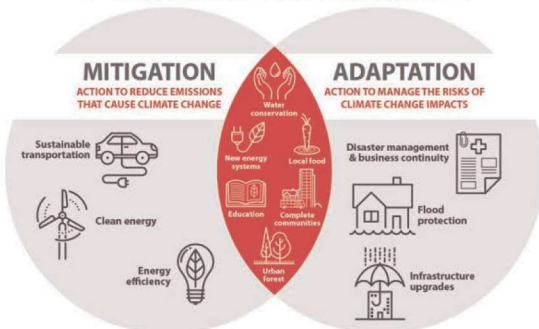 MITIGATION
ACTION TO REDUCE EMISSIONS
THAT CAUSE CLIMATE CHANGE
Sustainable
transportation
Clean energy
Energy
efficiency
Water
conservation
New energy
systems
Local food
Education
Complete
communities
Urban
forest
ADAPTATION
ACTION TO MANAGE THE RISKS OF
CLIMATE CHANGE IMPACTS
Disaster management
& business continuity
Flood
protection
Infrastructure
upgrades